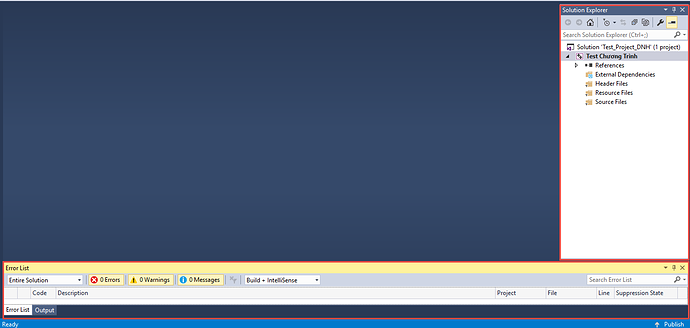 Solution Explorer
Search Solution Explorer (Ctrl+;)
Solution 'Test_Project_DNH' (1 project)
Test Chương Trình
References
External Dependencies
Header Files
Resource Files
Source Files
Error List
Entire Solution
0 Errors
0 Warnings
0 Messages
Build + IntelliSense
Search Error List
Code Description Project File Line Suppression State
Error List Output
Ready Publish